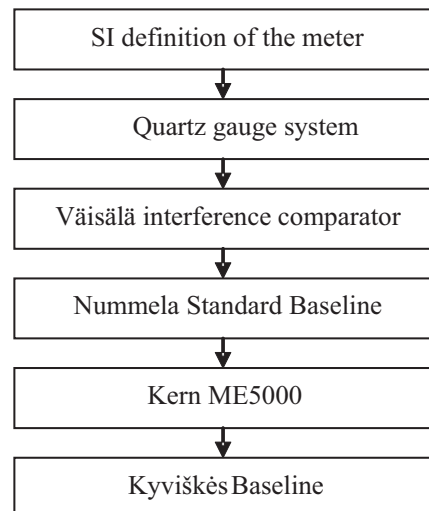 SI definition of the meter
Quartz gauge system
Väisälä interference comparator
Nummela Standard Baseline
Kern ME5000
Kyviškės Baseline